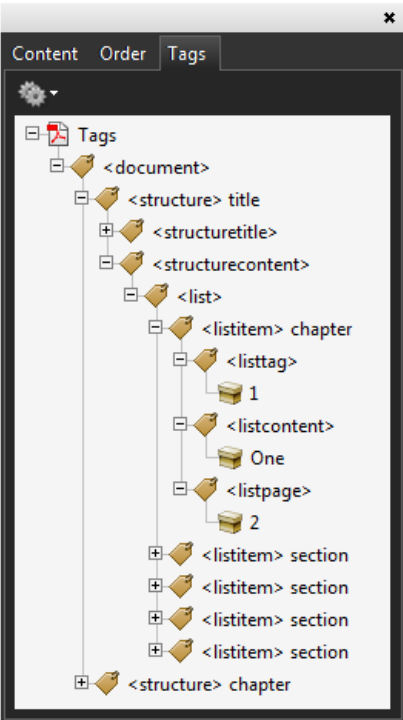 Content Order Tags
Tags
<document>
<structure> title
<structuretitle>
<structurecontent>
<list>
<listitem> chapter
<listtag>
1
<listcontent>
One
<listpage>
2
<listitem> section
<listitem> section
<listitem> section
<listitem> section
<structure> chapter